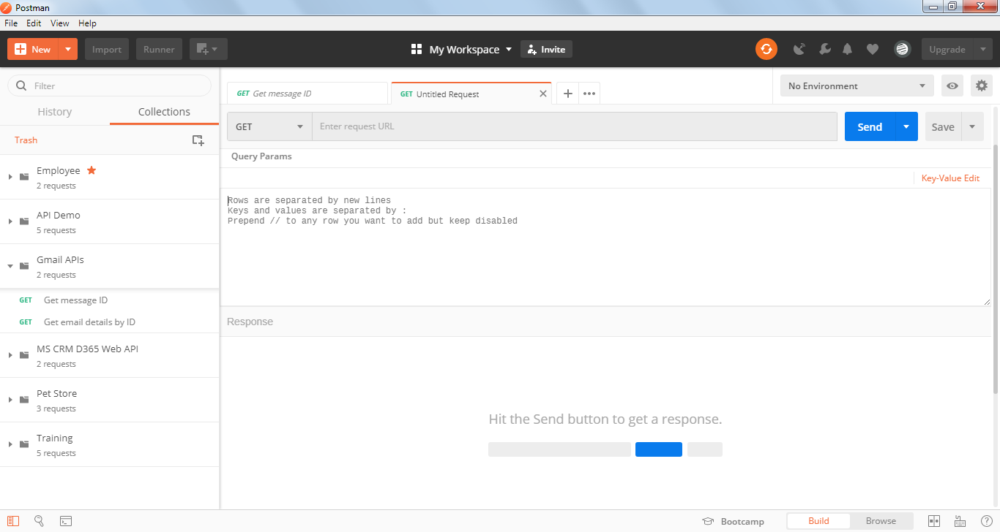 Postman
File Edit View Help
New Import Runner My Workspace Invite Upgrade
Filter
History Collections
Trash
Employee
2 requests
API Demo
5 requests
Gmail APIs
2 requests
GET Get message ID
GET Get email details by ID
MS CRM D365 Web API
2 requests
Pet Store
3 requests
Training
5 requests
GET Get message ID
GET Untitled Request
No Environment
GET Enter request URL Send Save
Query Params
Key-Value Edit
Rows are separated by new lines
Keys and values are separated by :
Prepend // to any row you want to add but keep disabled
Response
Hit the Send button to get a response.
Bootcamp Build Browse